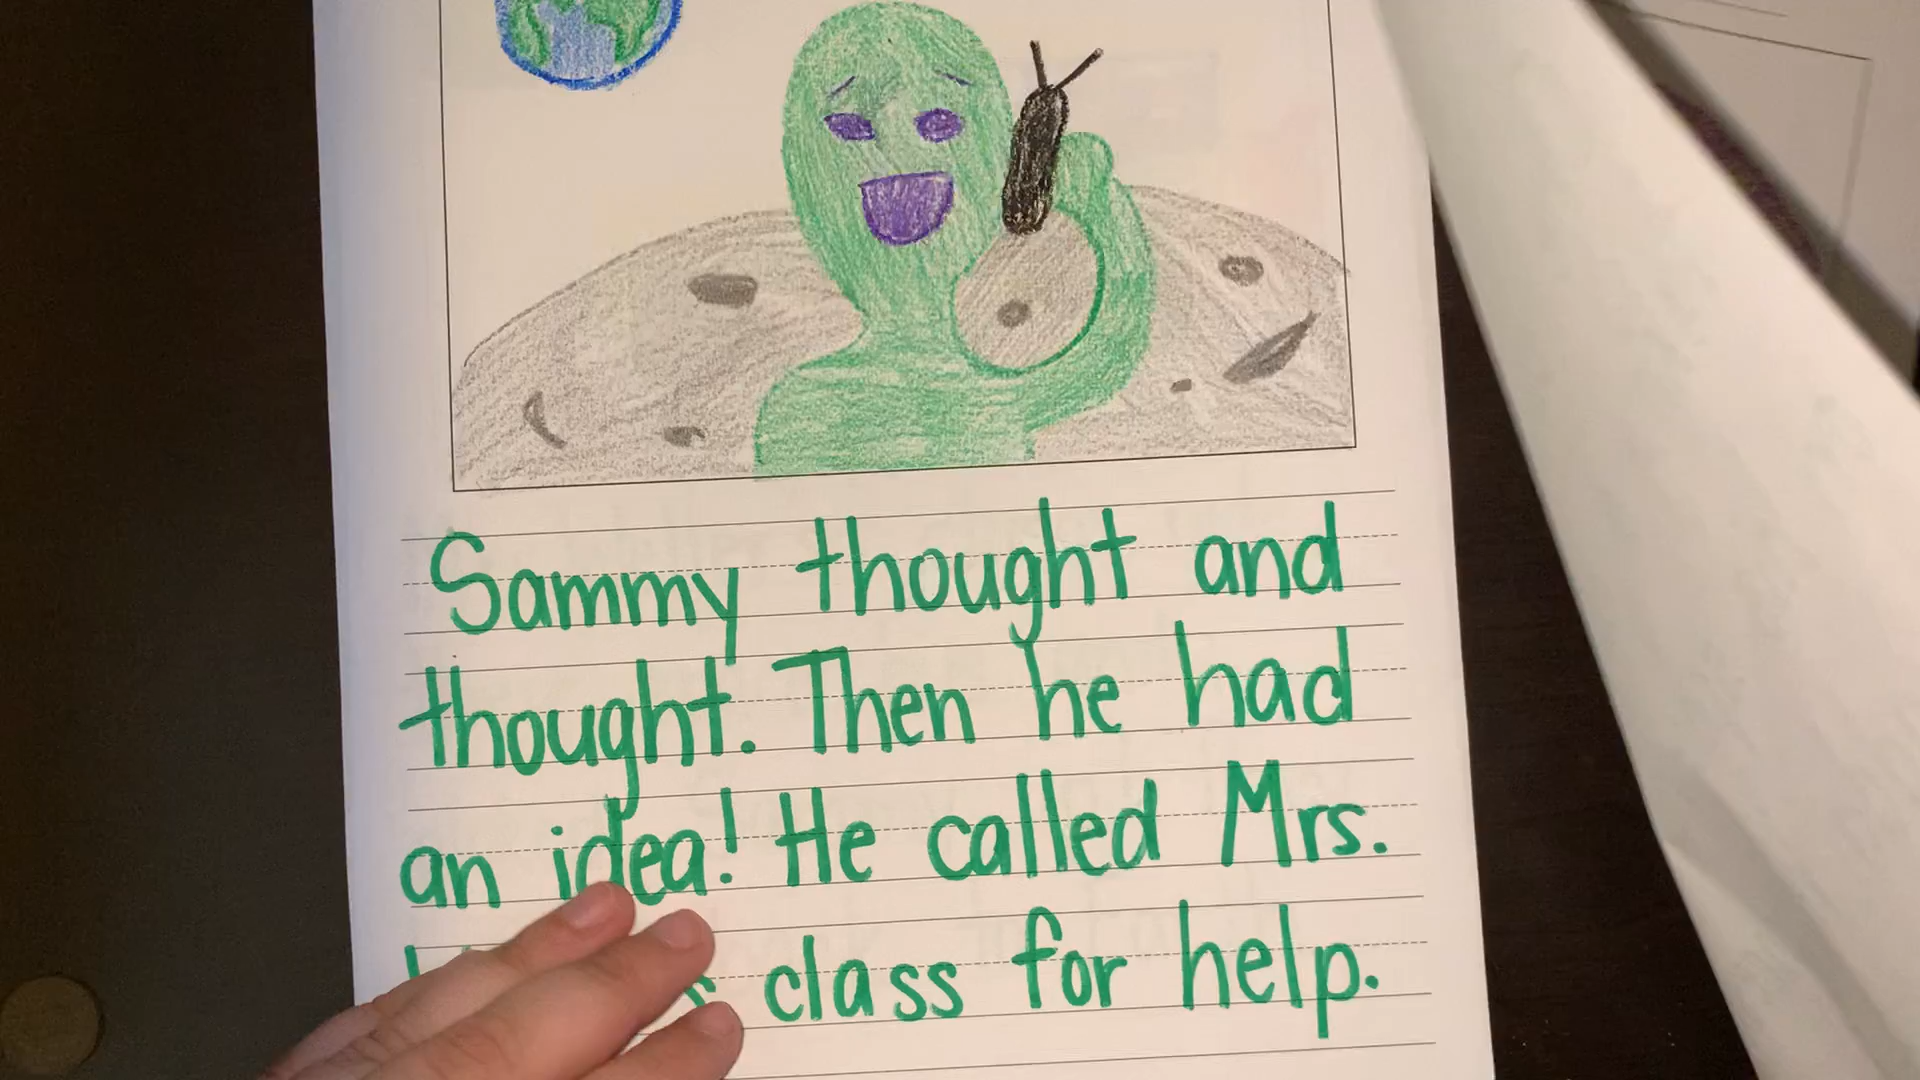 Sammy thought and
thought. Then he had
an idea! He called Mrs.
class for help.